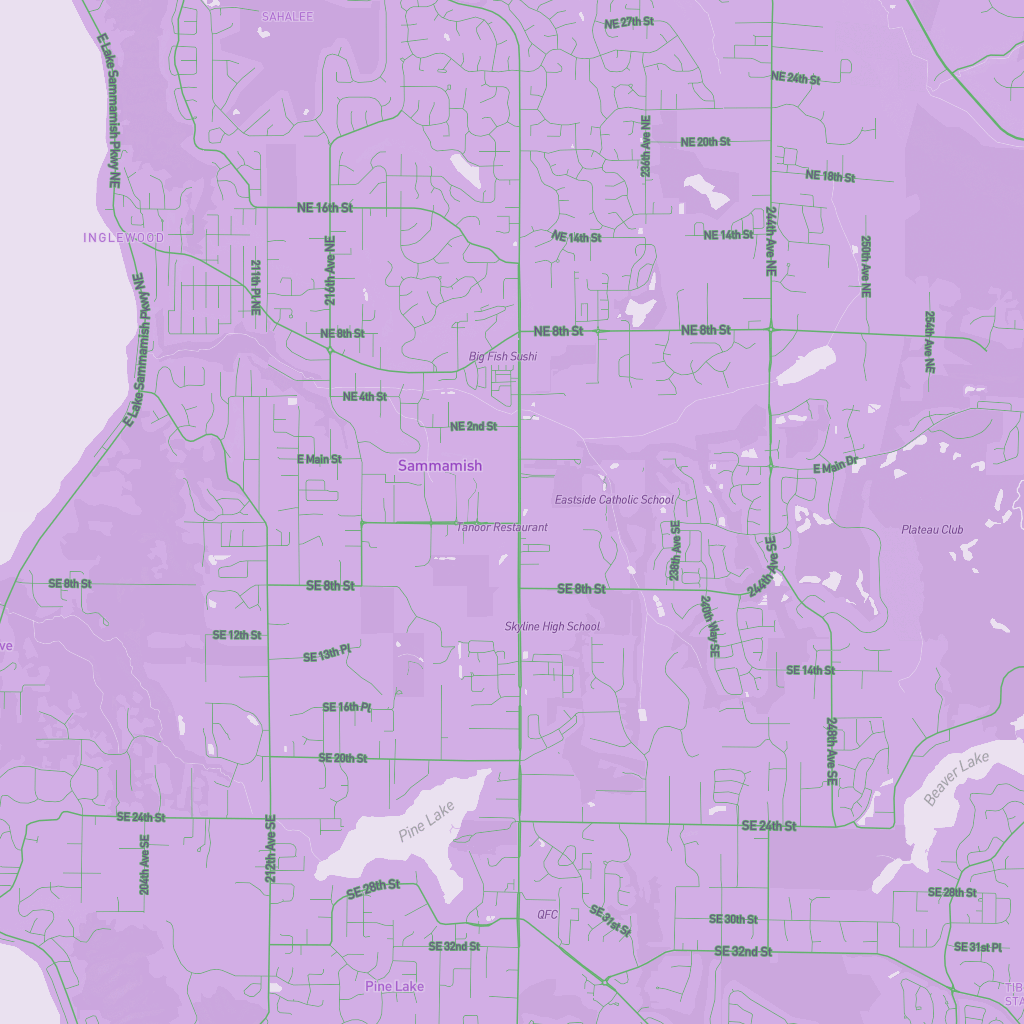 SAHALEE
NE 27th St
E Lake Sammamish Pkwy NE
NE 24th St
236th Ave NE
NE 20th St
NE 18th St
NE 16th St
INGLEWOOD
216th Ave NE
NE 14th St
NE 14th St
244th Ave NE
250th Ave NE
211th Pl NE
E Lake Sammamish Pkwy NE
NE 8th St
NE 8th St
NE 8th St
254th Ave NE
Big Fish Sushi
NE 4th St
NE 2nd St
E Main St
Sammamish
E Main Dr
Eastside Catholic School
Tanoor Restaurant
Plateau Club
238th Ave SE
244th Ave SE
SE 8th St
SE 8th St
SE 8th St
240th Way SE
Skyline High School
SE 12th St
SE 13th Pl
ve
SE 14th St
SE 16th Pl
248th Ave SE
SE 20th St
Beaver Lake
Pine Lake
SE 24th St
SE 24th St
204th Ave SE
212th Ave SE
SE 28th St
SE 28th St
QFC
SE 31st St
SE 30th St
SE 32nd St
SE 32nd St
SE 31st Pl
Pine Lake
TIB
STA